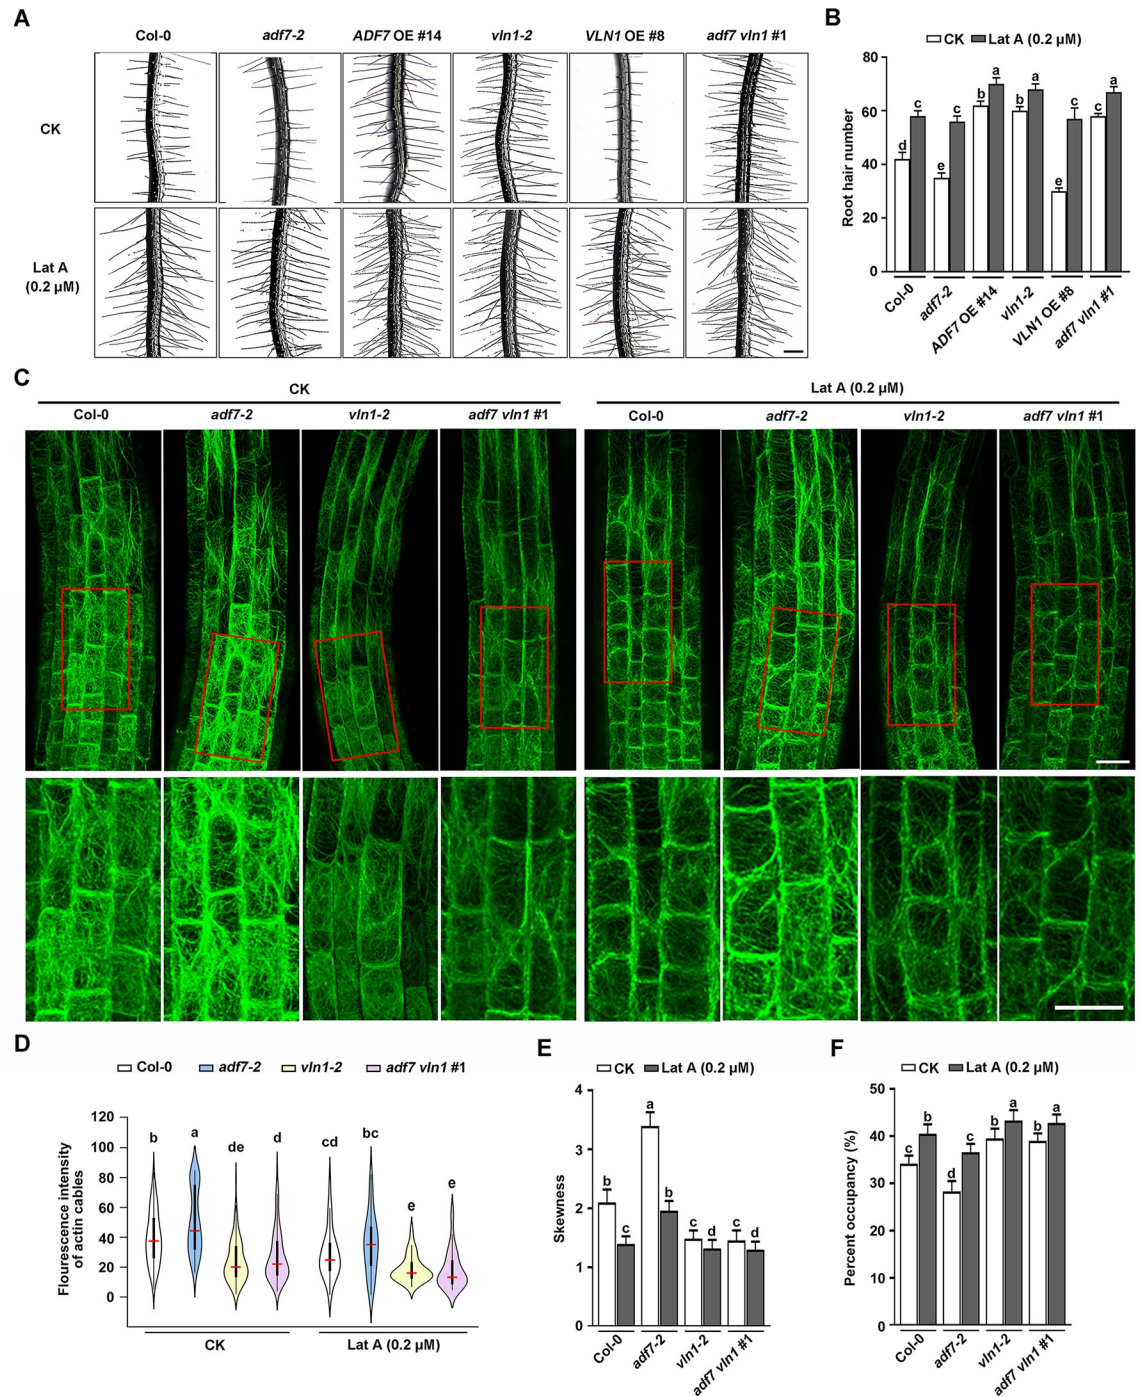 A
Col-0 adf7-2 ADF7 OE #14 vln1-2 VLN1 OE #8 adf7 vln1 #1
CK
Lat A
(0.2 µM)
B
CK Lat A (0.2 µM)
Root hair number
80
60
40
20
0
d c e c b a b a e c c a
Col-0 adf7-2 ADF7 OE #14 vln1-2 VLN1 OE #8 adf7 vln1 #1
C
CK Lat A (0.2 µM)
Col-0 adf7-2 vln1-2 adf7 vln1 #1 Col-0 adf7-2 vln1-2 adf7 vln1 #1
D
Col-0 adf7-2 vln1-2 adf7 vln1 #1
Flourescence intensity
of actin cables
120
100
80
60
40
20
0
b a de d cd bc e e
CK Lat A (0.2 µM)
E
CK Lat A (0.2 µM)
Skewness
4
3
2
1
0
b c a b c d c d
Col-0 adf7-2 vln1-2 adf7 vln1 #1
F
CK Lat A (0.2 µM)
Percent occupancy (%)
50
40
30
20
10
0
c b d c b a b a
Col-0 adf7-2 vln1-2 adf7 vln1 #1